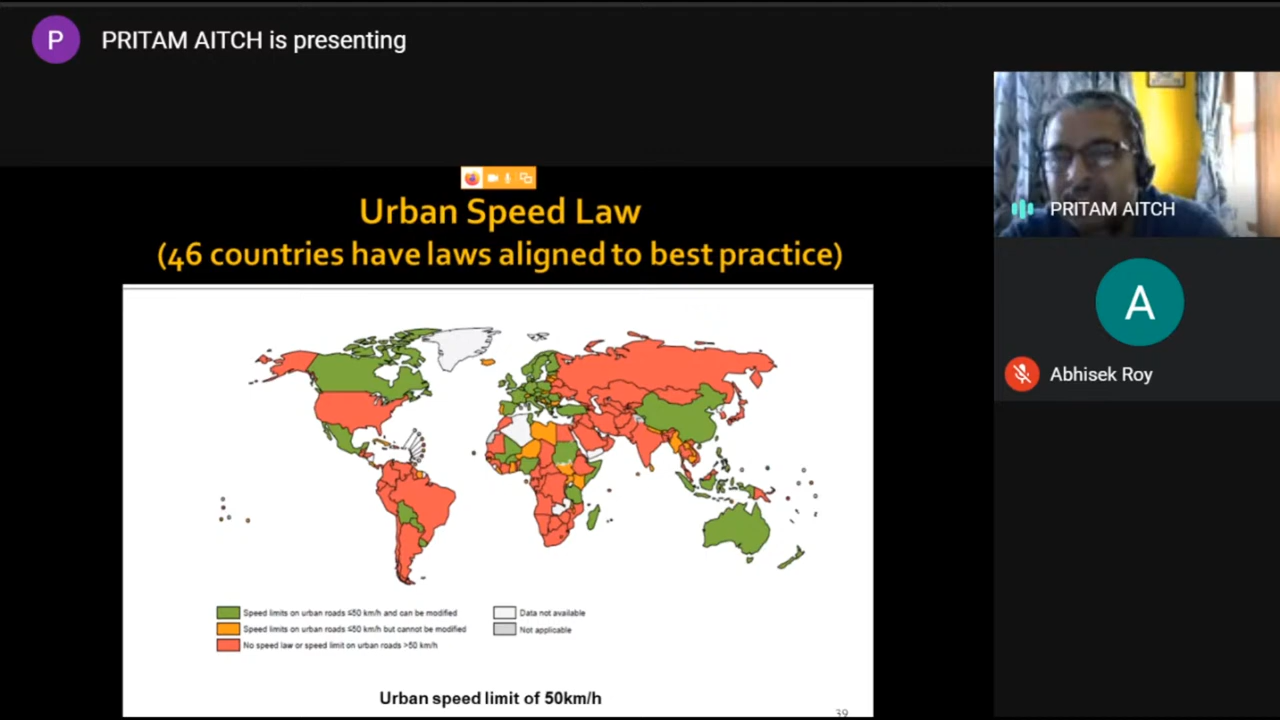 P
PRITAM AITCH is presenting
PRITAM AITCH
A
Abhisek Roy
Urban Speed Law
(46 countries have laws aligned to best practice)
Speed limits on urban roads ≤50 km/h and can be modified
Speed limits on urban roads ≤50 km/h but cannot be modified
No speed law or speed limit on urban roads >50 km/h
Data not available
Not applicable
Urban speed limit of 50km/h
39